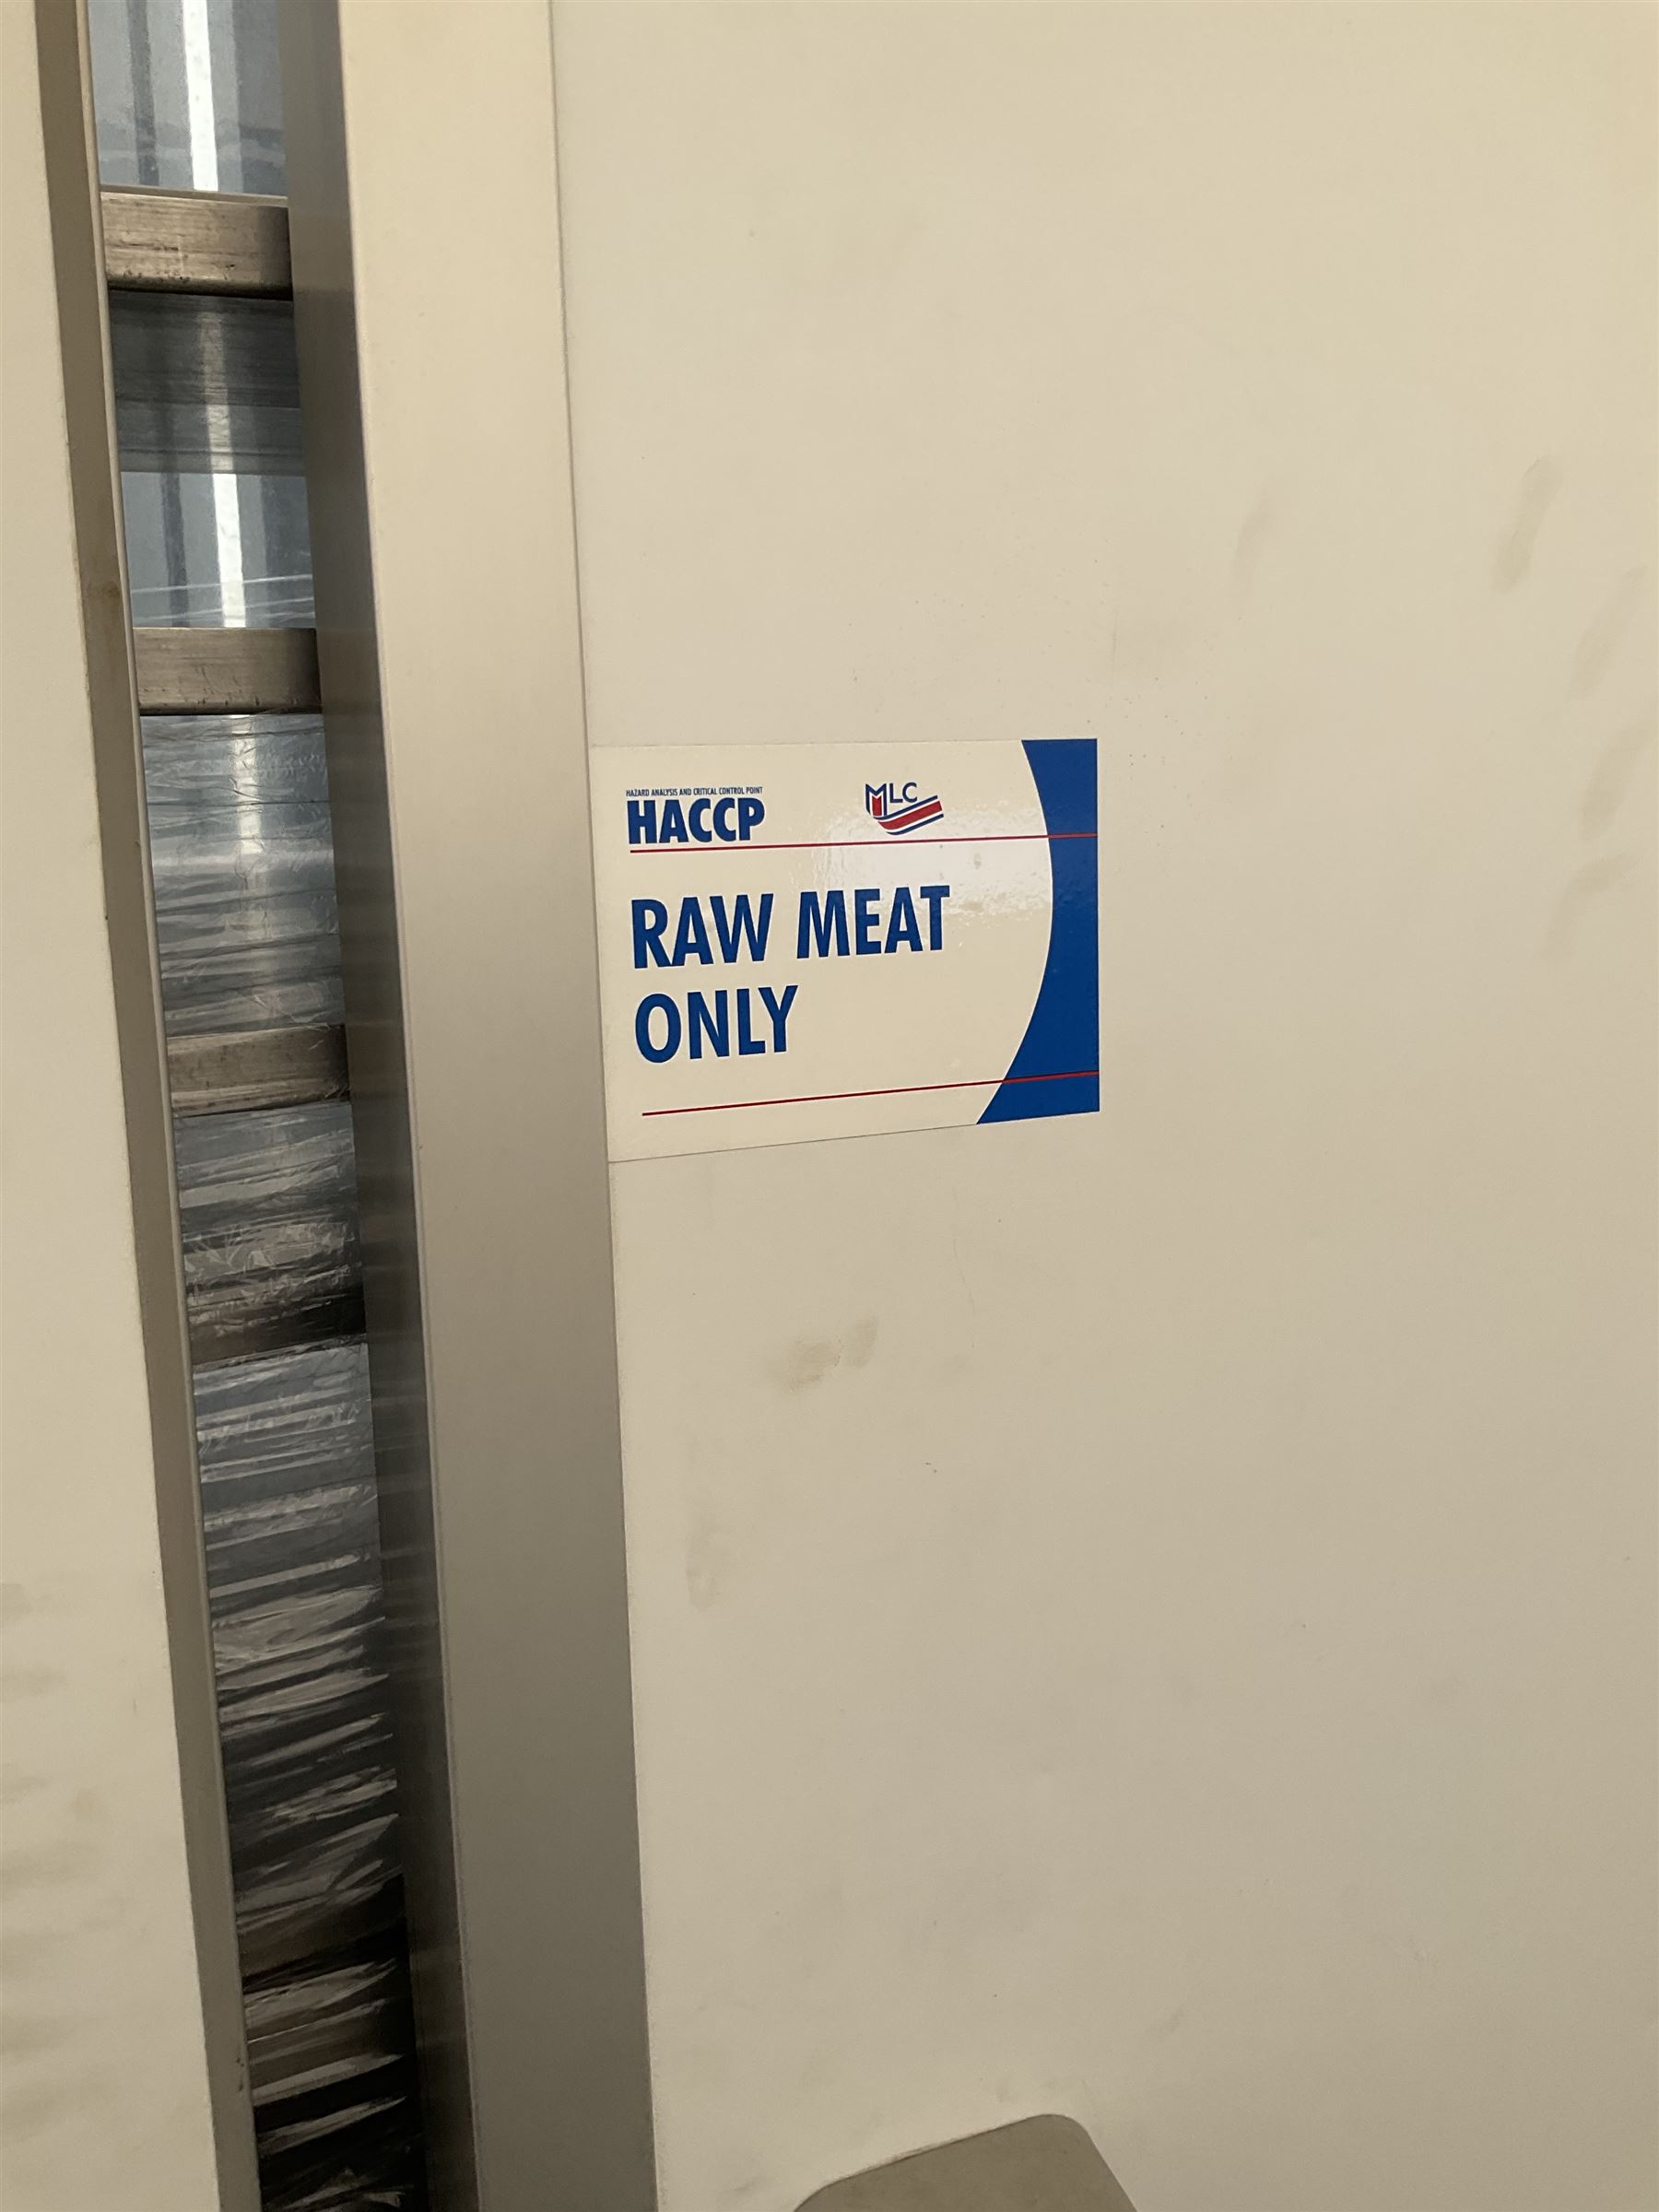 HAZARD ANALYSIS AND CRITICAL CONTROL POINT
HACCP
MLC
RAW MEAT
ONLY